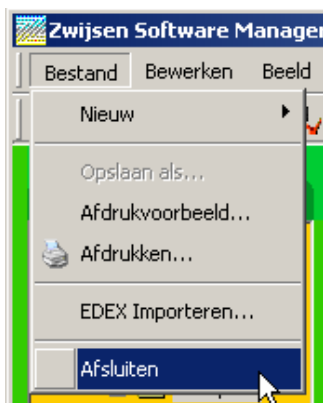 Zwijsen Software Manager
Bestand Bewerken Beeld
Nieuw
Opslaan als...
Afdrukvoorbeeld...
Afdrukken...
EDEX Importeren...
Afsluiten